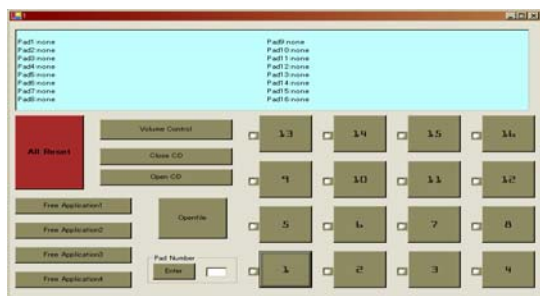 1
Pad1:none
Pad2:none
Pad3:none
Pad4:none
Pad5:none
Pad6:none
Pad7:none
Pad8:none
Pad9:none
Pad10:none
Pad11:none
Pad12:none
Pad13:none
Pad14:none
Pad15:none
Pad16:none
All Reset
Volume Control
Close CD
Open CD
Free Application1
Free Application2
Free Application3
Free Application4
Openfile
Pad Number
Enter
13 14 15 16
9 10 11 12
5 6 7 8
1 2 3 4